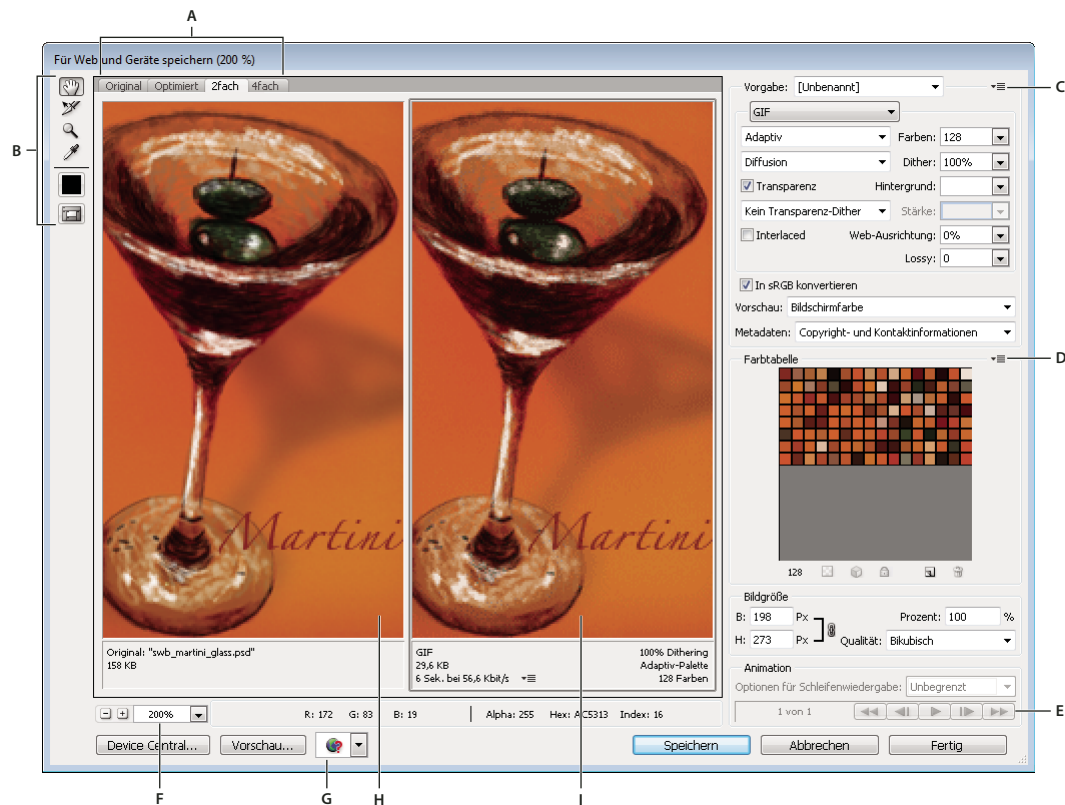 A
Für Web und Geräte speichern (200 %)
B
Original Optimiert 2fach 4fach
Martini
Martini
Original: "swb_martini_glass.psd"
158 KB
GIF 100% Dithering
29,6 KB Adaptiv-Palette
6 Sek. bei 56,6 Kbit/s 128 Farben
Vorgabe: [Unbenannt]
C
GIF
Adaptiv Farben: 128
Diffusion Dither: 100%
Transparenz Hintergrund:
Kein Transparenz-Dither Stärke:
Interlaced Web-Ausrichtung: 0%
Lossy: 0
In sRGB konvertieren
Vorschau: Bildschirmfarbe
Metadaten: Copyright- und Kontaktinformationen
Farbtabelle
D
128
Bildgröße
B: 198 Px Prozent: 100 %
H: 273 Px Qualität: Bikubisch
Animation
Optionen für Schleifenwiedergabe: Unbegrenzt
1 von 1
E
200% R: 172 G: 83 B: 19 Alpha: 255 Hex: AC5313 Index: 16
Device Central... Vorschau... Speichern Abbrechen Fertig
F G H I